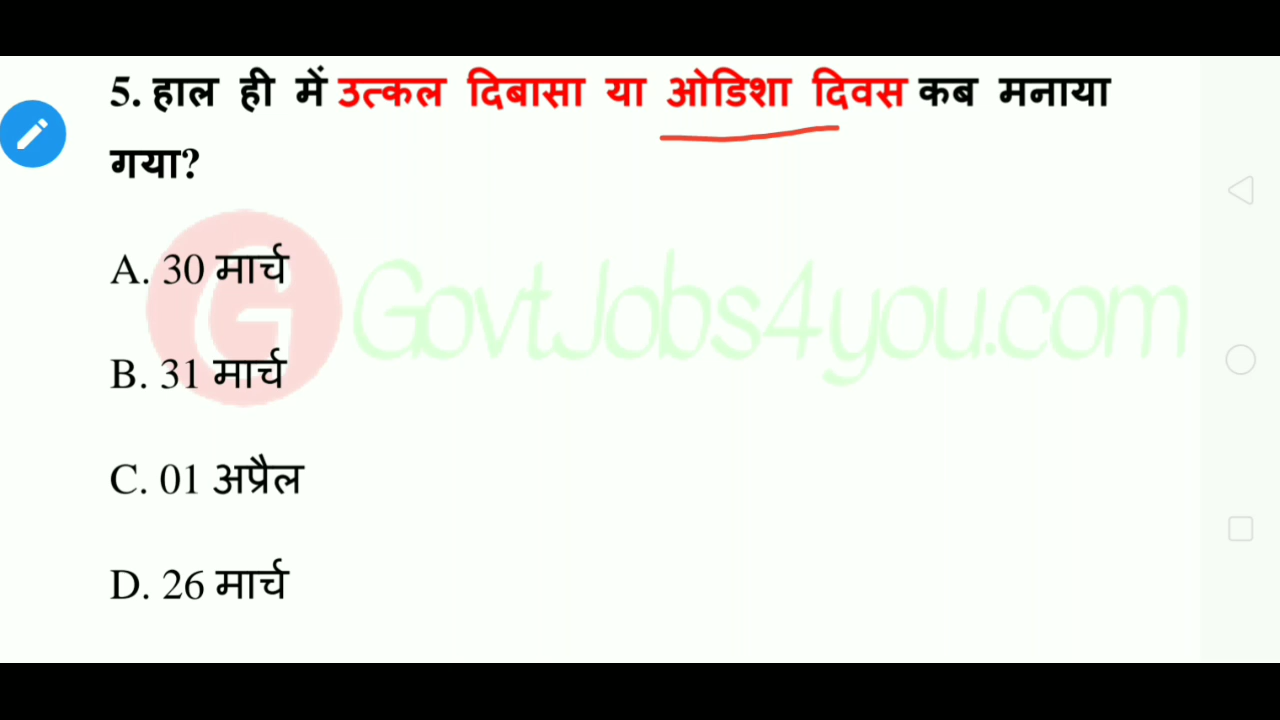 5. हाल ही में उत्कल दिबासा या ओडिशा दिवस कब मनाया
गया?
A. 30 मार्च
GovtJobs4you.com
B. 31 मार्च
C. 01 अप्रैल
D. 26 मार्च